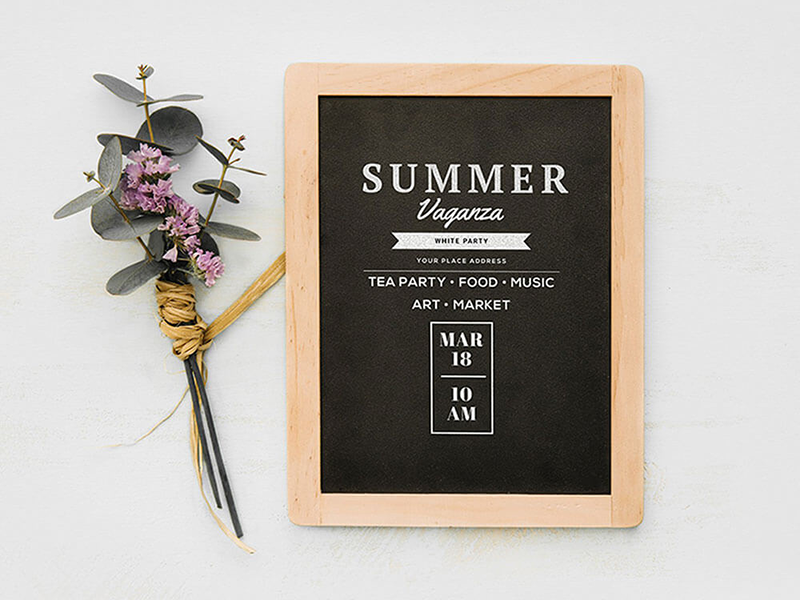 SUMMER
Vaganza
WHITE PARTY
YOUR PLACE ADDRESS
TEA PARTY • FOOD • MUSIC
ART • MARKET
MAR
18
10
AM